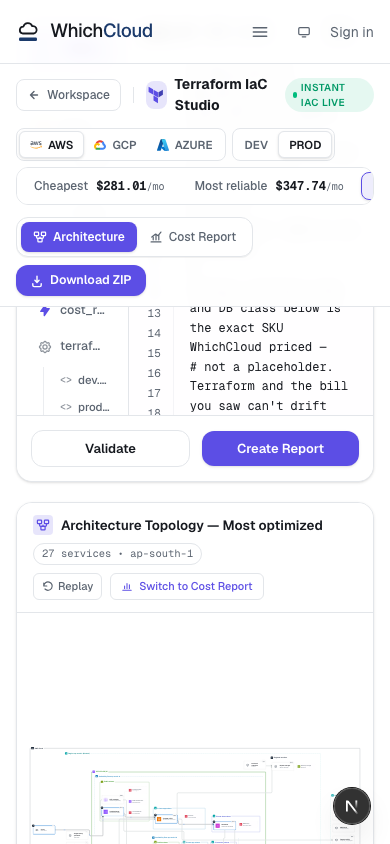 WhichCloud
Sign in
Workspace
Terraform IaC
Studio
INSTANT
IAC LIVE
aws AWS
GCP
AZURE
DEV
PROD
Cheapest $281.01/mo
Most reliable $347.74/mo
Architecture
Cost Report
Download ZIP
cost_r...
terraf...
<> dev....
<> prod...
13
14
15
16
17
18
and DB class below is
the exact SKU
WhichCloud priced —
# not a placeholder.
Terraform and the bill
you saw can't drift
Validate
Create Report
Architecture Topology — Most optimized
27 services • ap-south-1
Replay
Switch to Cost Report
N